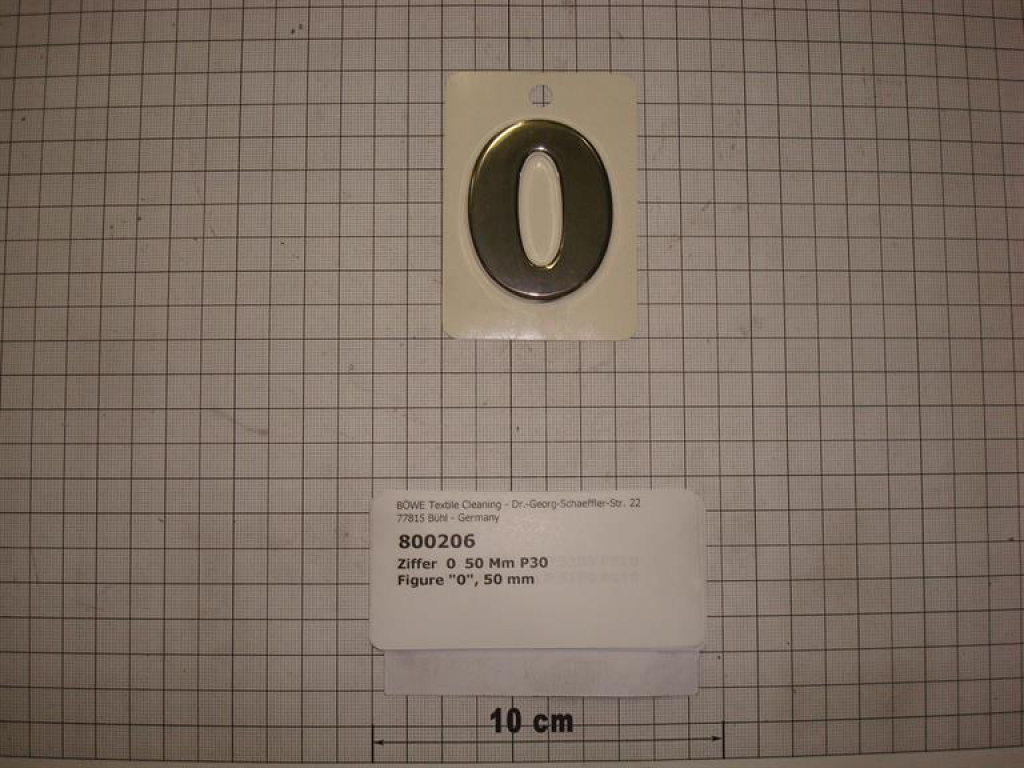 0
BÖWE Textile Cleaning - Dr.-Georg-Schaeffler-Str. 22
77815 Bühl - Germany
800206
Ziffer 0 50 Mm P30
Figure "0", 50 mm
10 cm